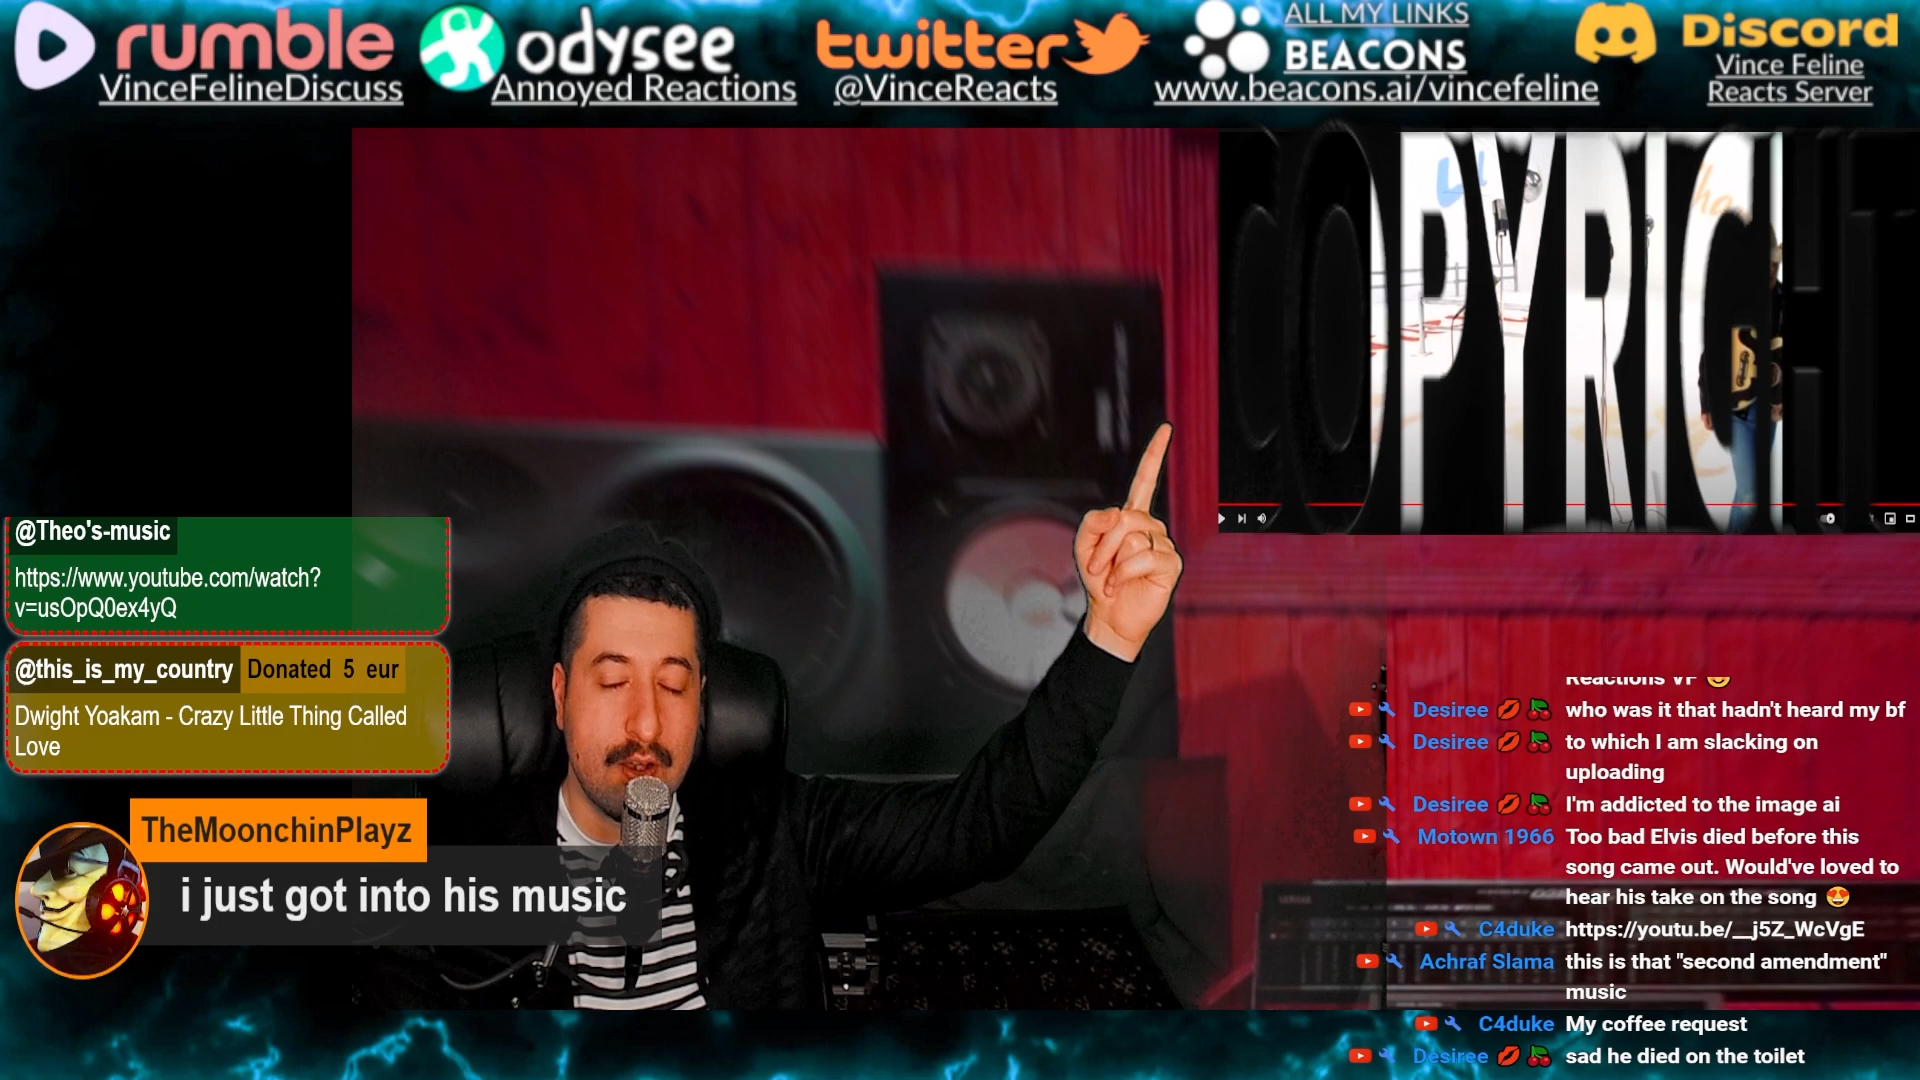 rumble
VinceFelineDiscuss
odysee
Annoyed Reactions
twitter
@VinceReacts
ALL MY LINKS
BEACONS
www.beacons.ai/vincefeline
Discord
Vince Feline
Reacts Server
COPYRIGHT
@Theo's-music
https://www.youtube.com/watch?
v=usOpQ0ex4yQ
@this_is_my_country Donated 5 eur
Dwight Yoakam - Crazy Little Thing Called
Love
TheMoonchinPlayz
i just got into his music
Reactions VF
Desiree who was it that hadn't heard my bf
Desiree to which I am slacking on
uploading
Desiree I'm addicted to the image ai
Motown 1966 Too bad Elvis died before this
song came out. Would've loved to
hear his take on the song
C4duke https://youtu.be/__j5Z_WcVgE
Achraf Slama this is that "second amendment"
music
C4duke My coffee request
Desiree sad he died on the toilet